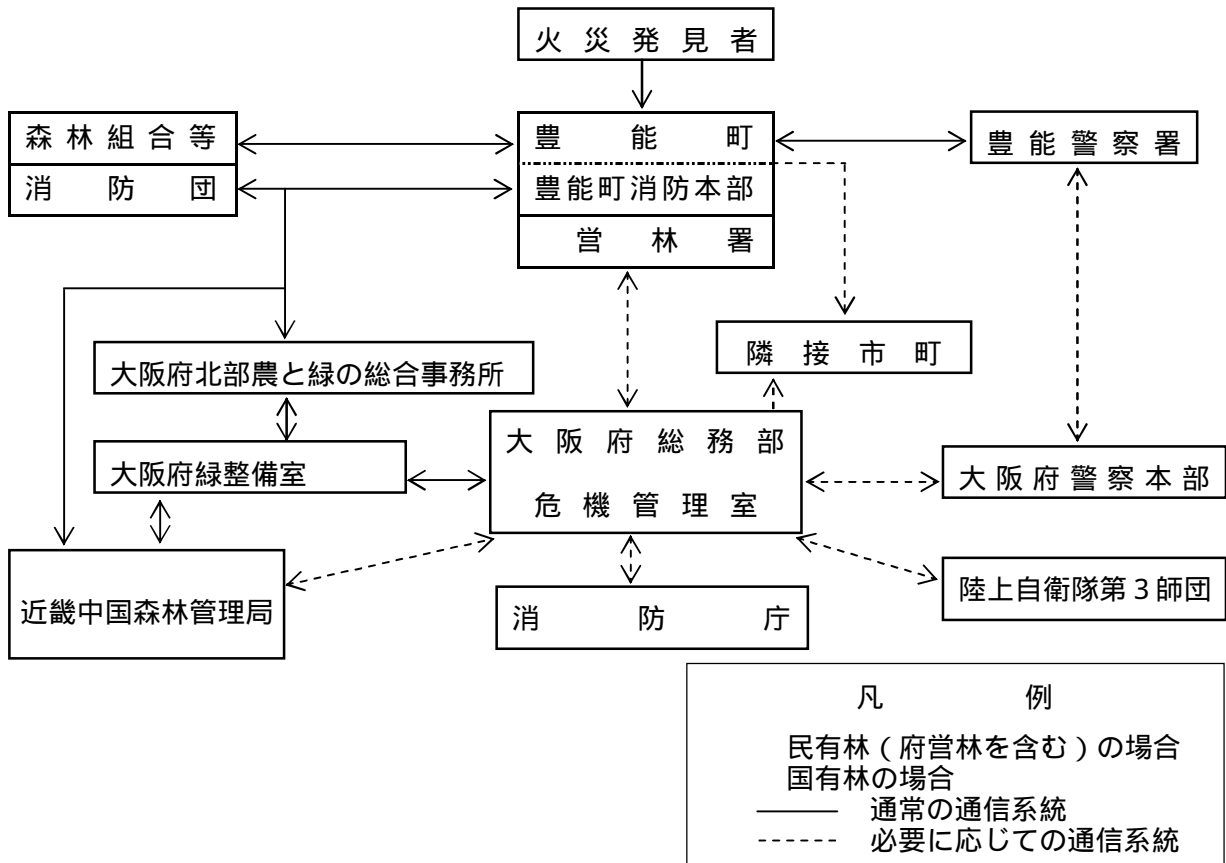 火災発見者
森林組合等
豊能町
豊能警察署
消防団
豊能町消防本部
営林署
隣接市町
大阪府北部農と緑の総合事務所
大阪府総務部
危機管理室
大阪府緑整備室
大阪府警察本部
近畿中国森林管理局
消防庁
陸上自衛隊第３師団
凡例
民有林（府営林を含む）の場合
国有林の場合
通常の通信系統
必要に応じての通信系統